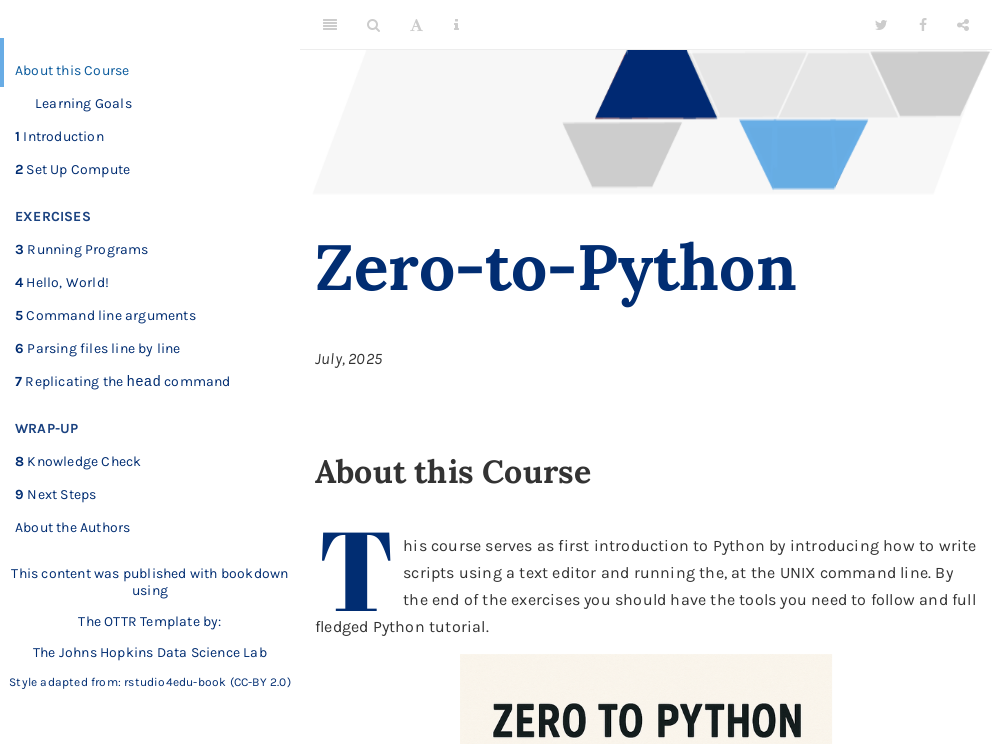 About this Course
Learning Goals
1 Introduction
2 Set Up Compute
EXERCISES
3 Running Programs
4 Hello, World!
5 Command line arguments
6 Parsing files line by line
7 Replicating the head command
WRAP-UP
8 Knowledge Check
9 Next Steps
About the Authors
This content was published with bookdown
using
The OTTR Template by:
The Johns Hopkins Data Science Lab
Style adapted from: rstudio4edu-book (CC-BY 2.0)
Zero-to-Python
July, 2025
About this Course
This course serves as first introduction to Python by introducing how to write
scripts using a text editor and running the, at the UNIX command line. By
the end of the exercises you should have the tools you need to follow and full
fledged Python tutorial.
ZERO TO PYTHON